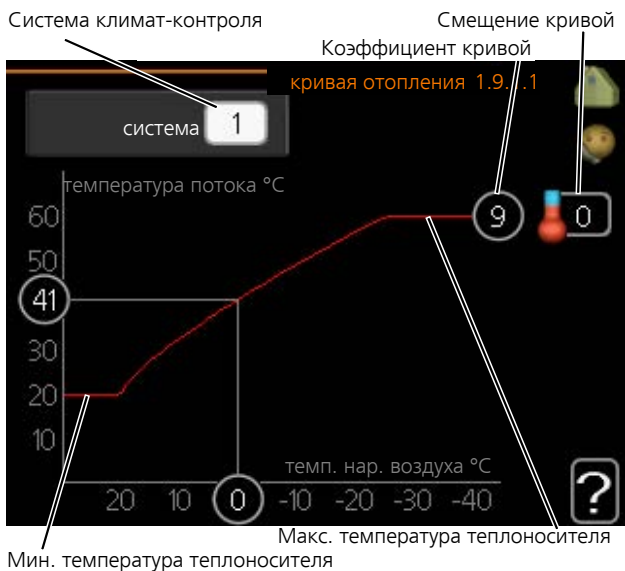 Система климат-контроля
Смещение кривой
Коэффициент кривой
кривая отопления 1.9.1.1
система 1
температура потока °C
60
9
0
50
41
30
20
10
темп. нар. воздуха °C
20 10 0 -10 -20 -30 -40
?
Макс. температура теплоносителя
Мин. температура теплоносителя